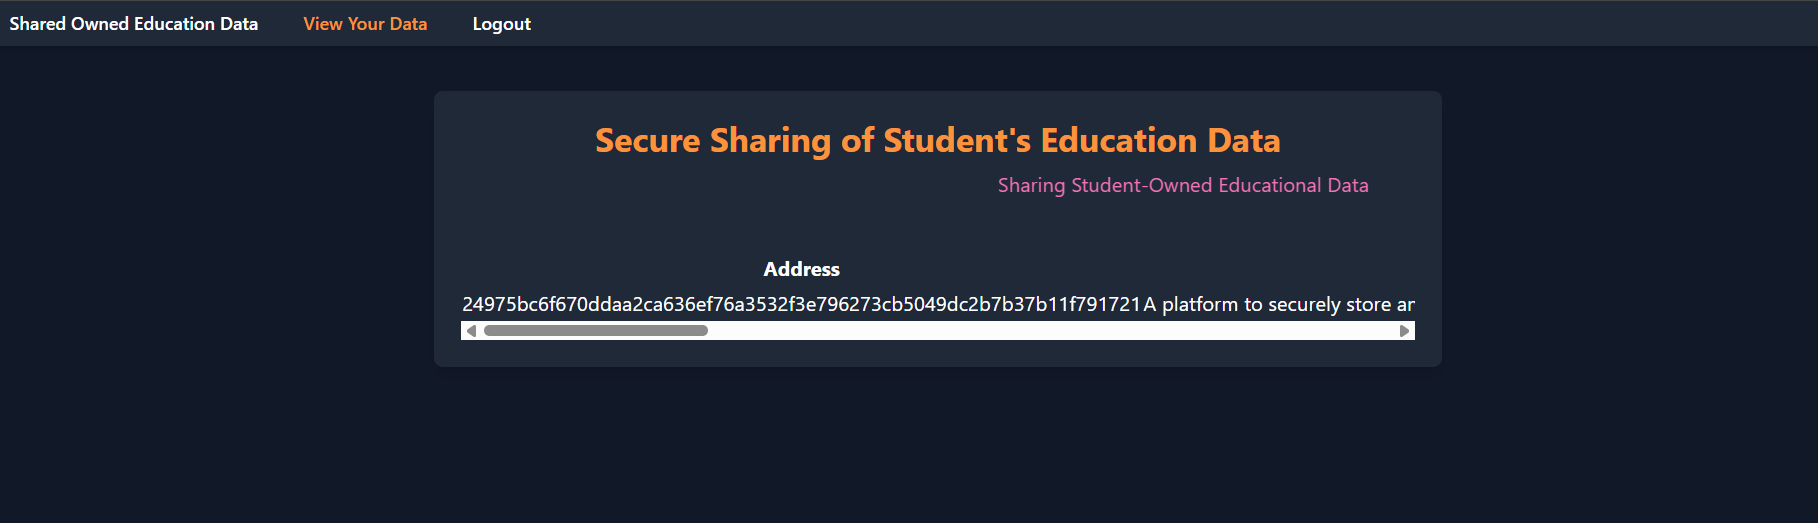 Shared Owned Education Data View Your Data Logout
Secure Sharing of Student's Education Data
Sharing Student-Owned Educational Data
Address
24975bc6f670ddaa2ca636ef76a3532f3e796273cb5049dc2b7b37b11f791721 A platform to securely store